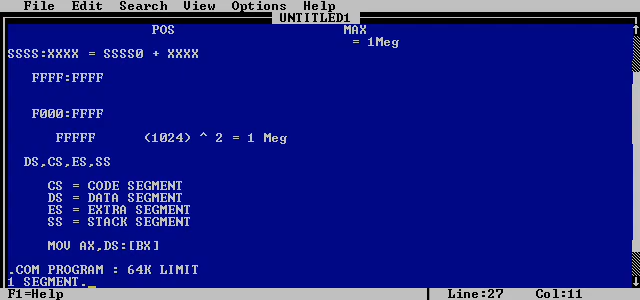 File Edit Search View Options Help
UNTITLED1
POS MAX
= 1Meg
SSSS:XXXX = SSSS0 + XXXX
FFFF:FFFF
F000:FFFF
FFFFF (1024) ^ 2 = 1 Meg
DS,CS,ES,SS
CS = CODE SEGMENT
DS = DATA SEGMENT
ES = EXTRA SEGMENT
SS = STACK SEGMENT
MOV AX,DS:[BX]
.COM PROGRAM : 64K LIMIT
1 SEGMENT._
F1=Help Line:27 Col:11